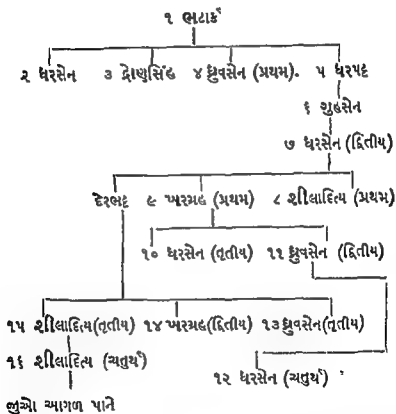 ૧ ભટાર્ક
૨ ધરસેન ૩ દ્રોણસિંહ ૪ ધ્રુવસેન (પ્રથમ). ૫ ધરપટ્ટ
૬ ગુહસેન
૭ ધરસેન (દ્વિતીય)
દેરભટ્ટ ૯ ખરગ્રહ (પ્રથમ) ૮ શીલાદિત્ય (પ્રથમ)
૧૦ ધરસેન (તૃતીય) ૧૧ ધ્રુવસેન (દ્વિતીય)
૧૫ શીલાદિત્ય(તૃતીય) ૧૪ ખરગ્રહ(દ્વિતીય) ૧૩ ધ્રુવસેન(તૃતીય)
૧૬ શીલાદિત્ય (ચતુર્થ)
૧૨ ધરસેન (ચતુર્થ)
જુઓ આગળ પાને